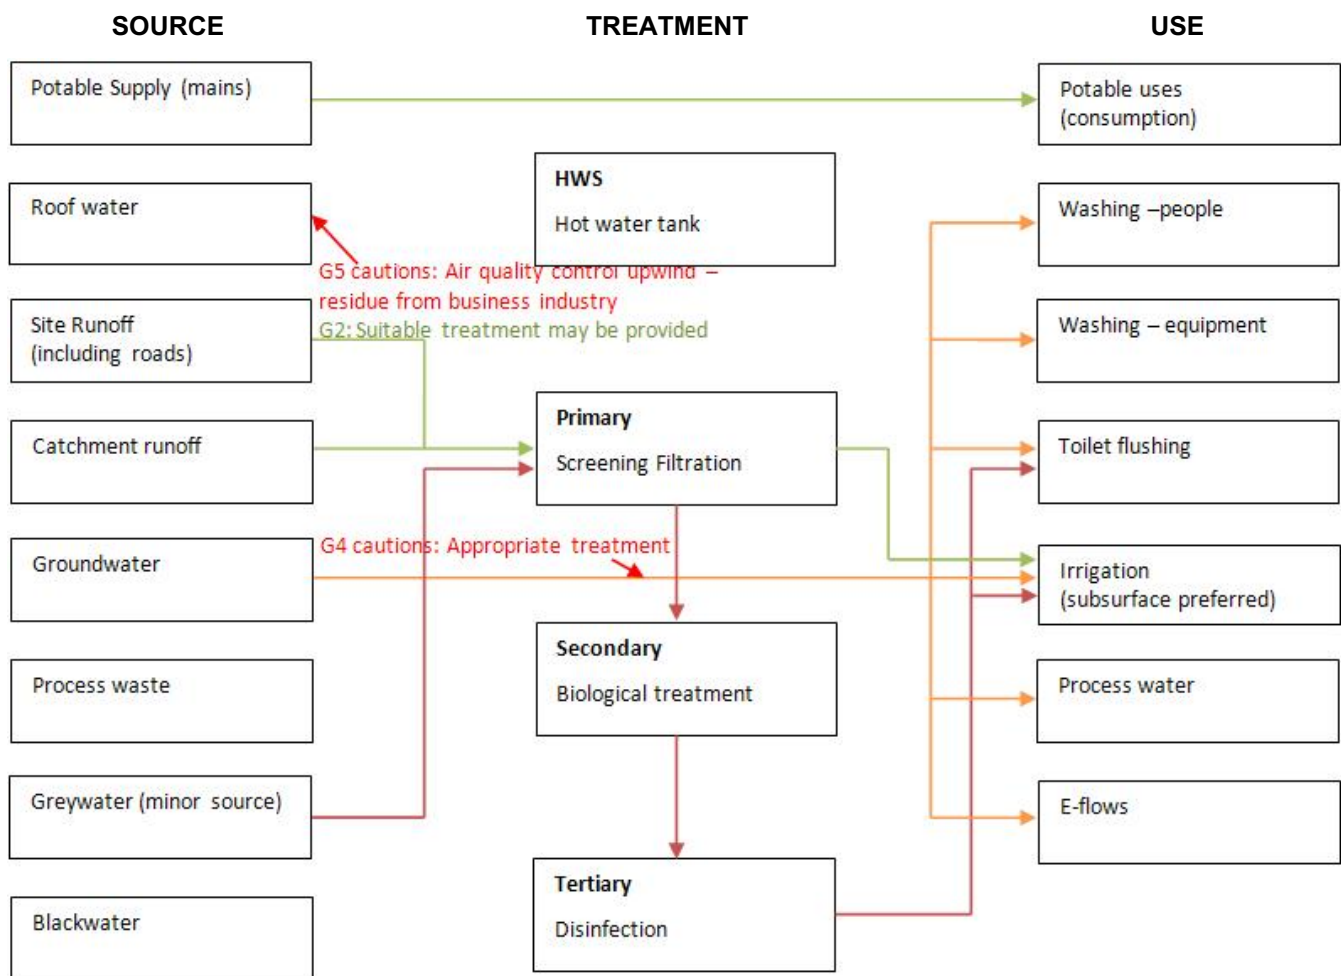 SOURCE
TREATMENT
USE
Potable Supply (mains)
Potable uses
(consumption)
HWS
Hot water tank
Roof water
Washing –people
G5 cautions: Air quality control upwind –
residue from business industry
G2: Suitable treatment may be provided
Site Runoff
(including roads)
Washing – equipment
Catchment runoff
Primary
Screening Filtration
Toilet flushing
G4 cautions: Appropriate treatment
Groundwater
Irrigation
(subsurface preferred)
Process waste
Secondary
Biological treatment
Process water
Greywater (minor source)
E-flows
Blackwater
Tertiary
Disinfection